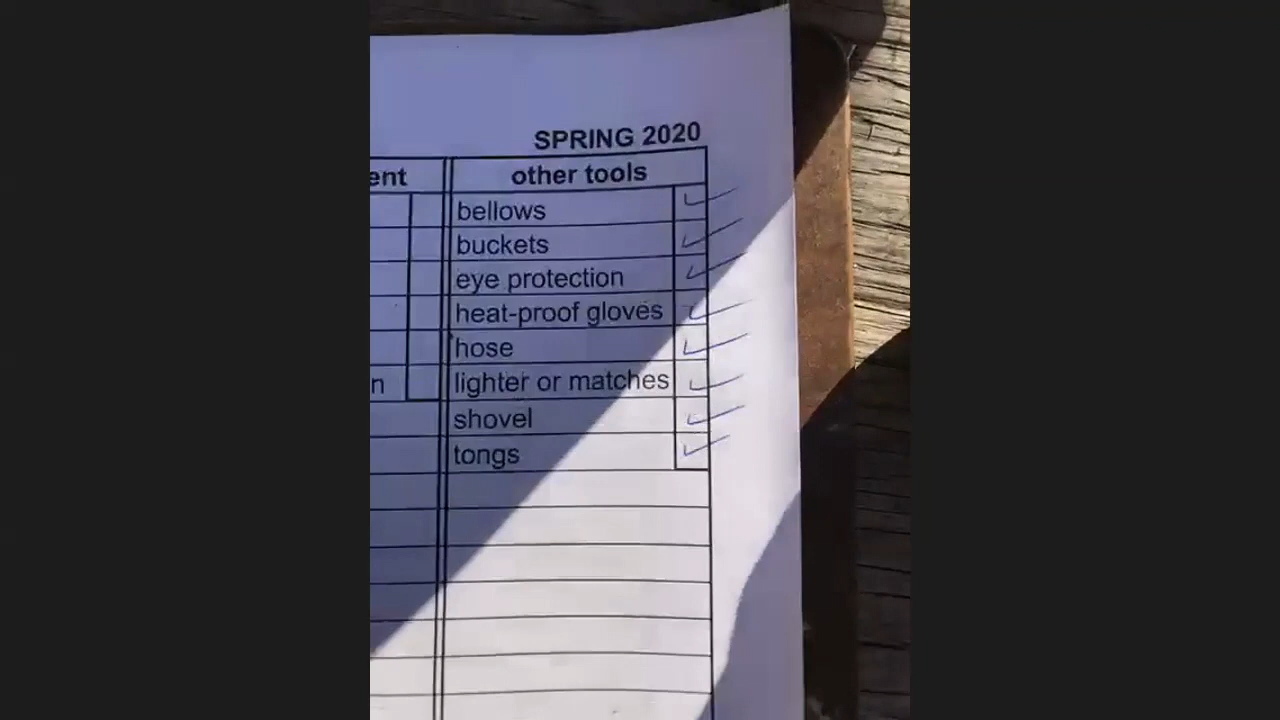 SPRING 2020
ent
other tools
bellows
buckets
eye protection
heat-proof gloves
hose
n
lighter or matches
shovel
tongs